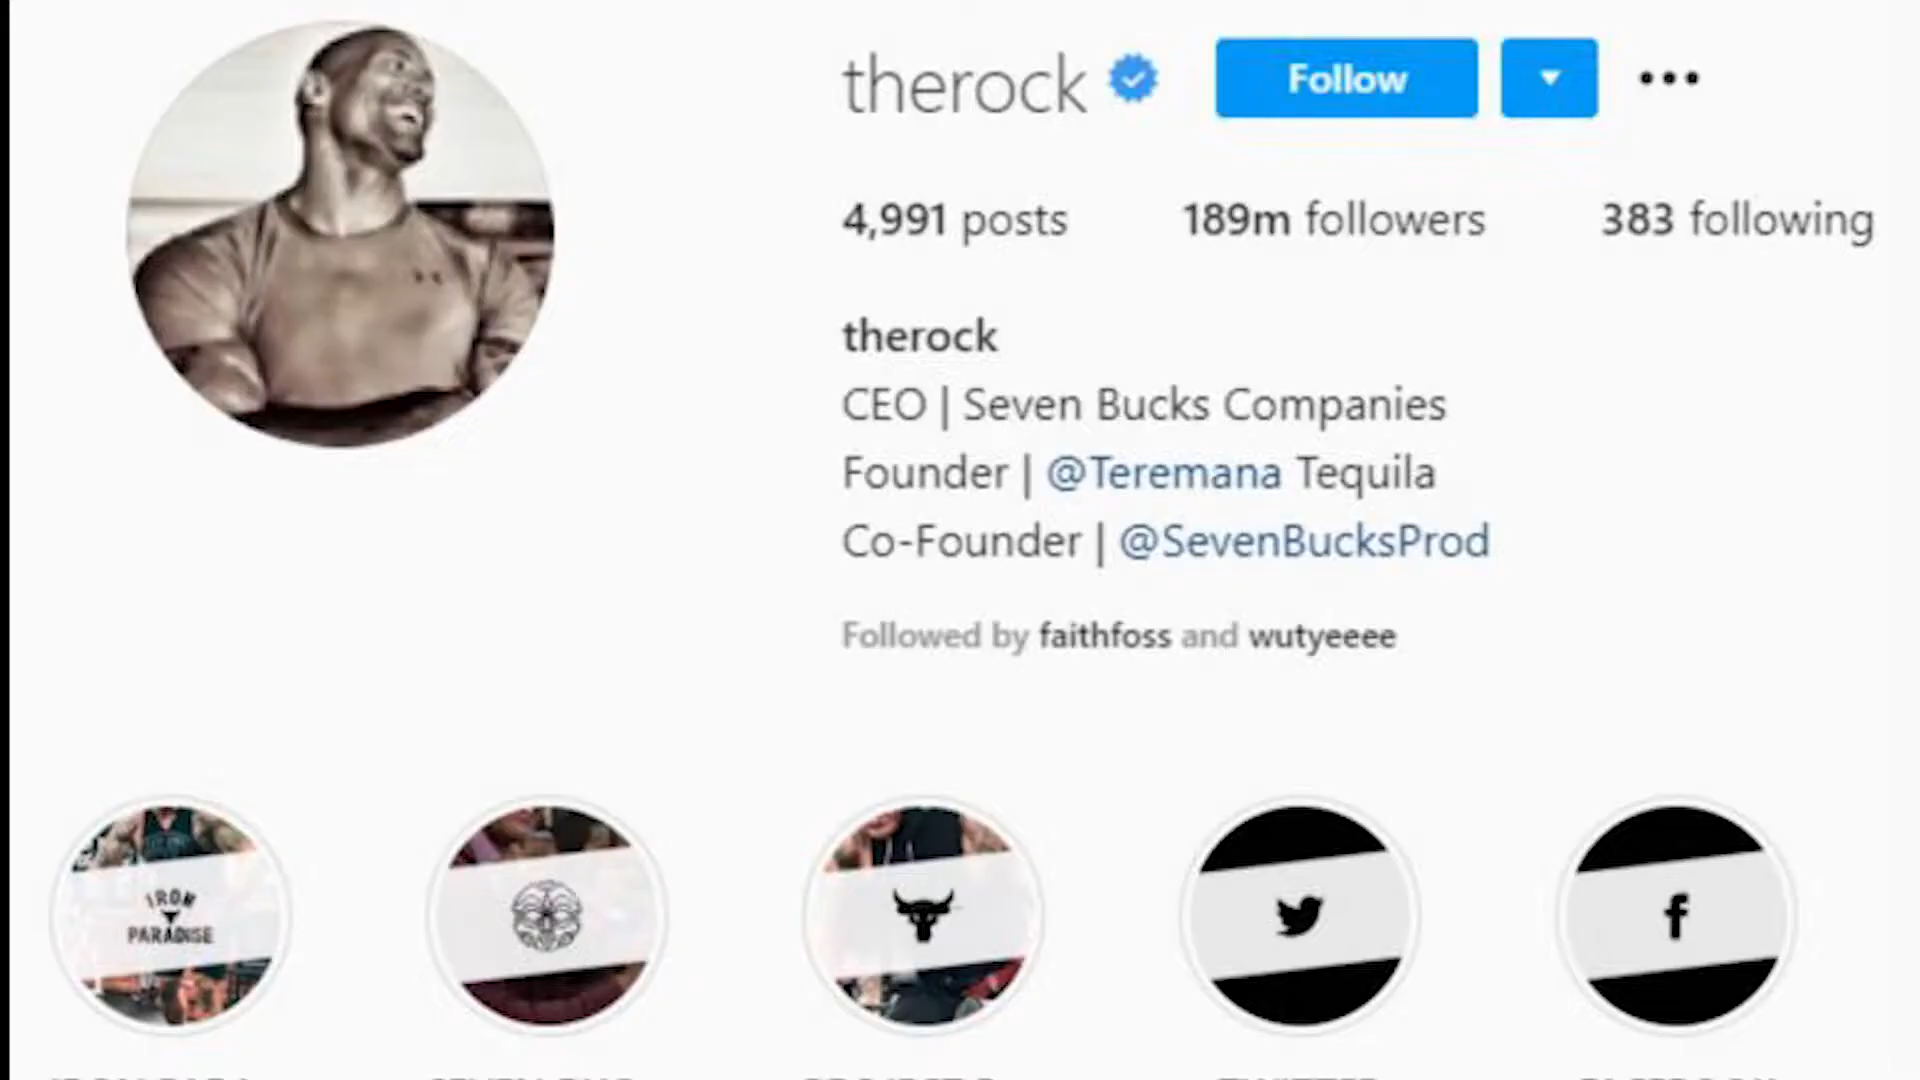 therock Follow
4,991 posts 189m followers 383 following
therock
CEO | Seven Bucks Companies
Founder | @Teremana Tequila
Co-Founder | @SevenBucksProd
Followed by faithfoss and wutyeeee
IRON
PARADISE